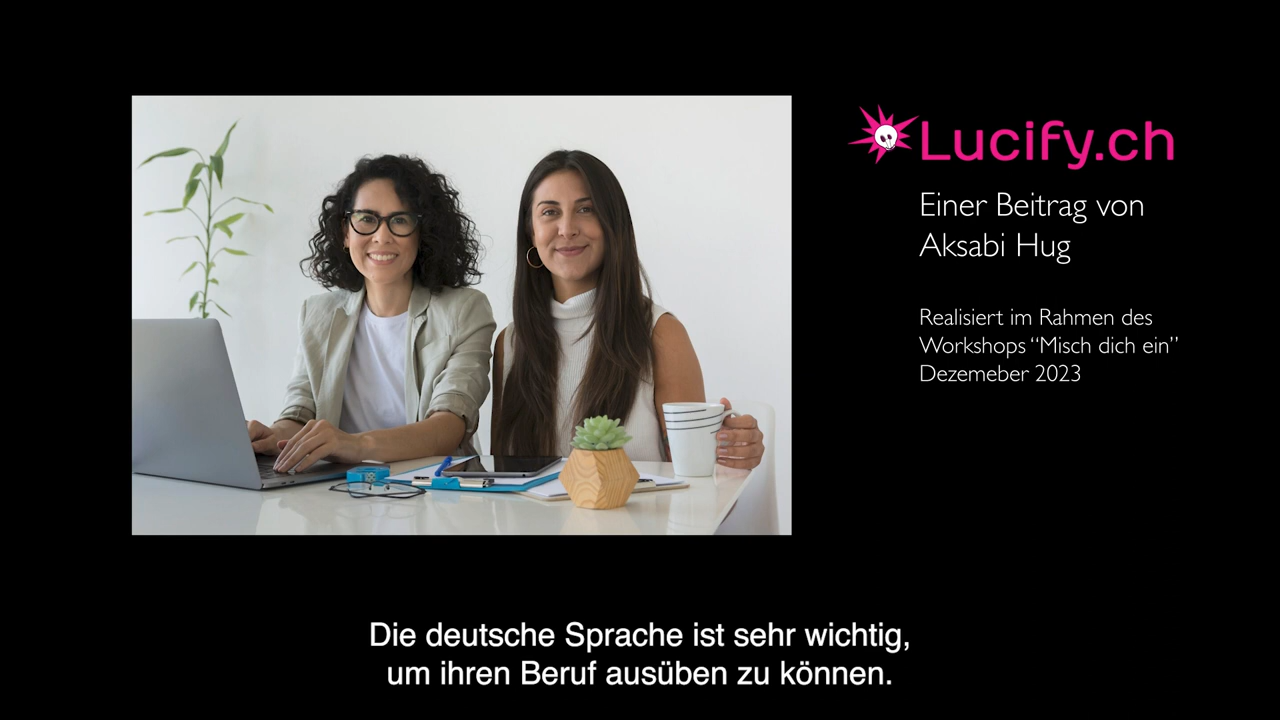 Lucify.ch
Einer Beitrag von
Aksabi Hug
Realisiert im Rahmen des
Workshops “Misch dich ein”
Dezemeber 2023
Die deutsche Sprache ist sehr wichtig,
um ihren Beruf ausüben zu können.